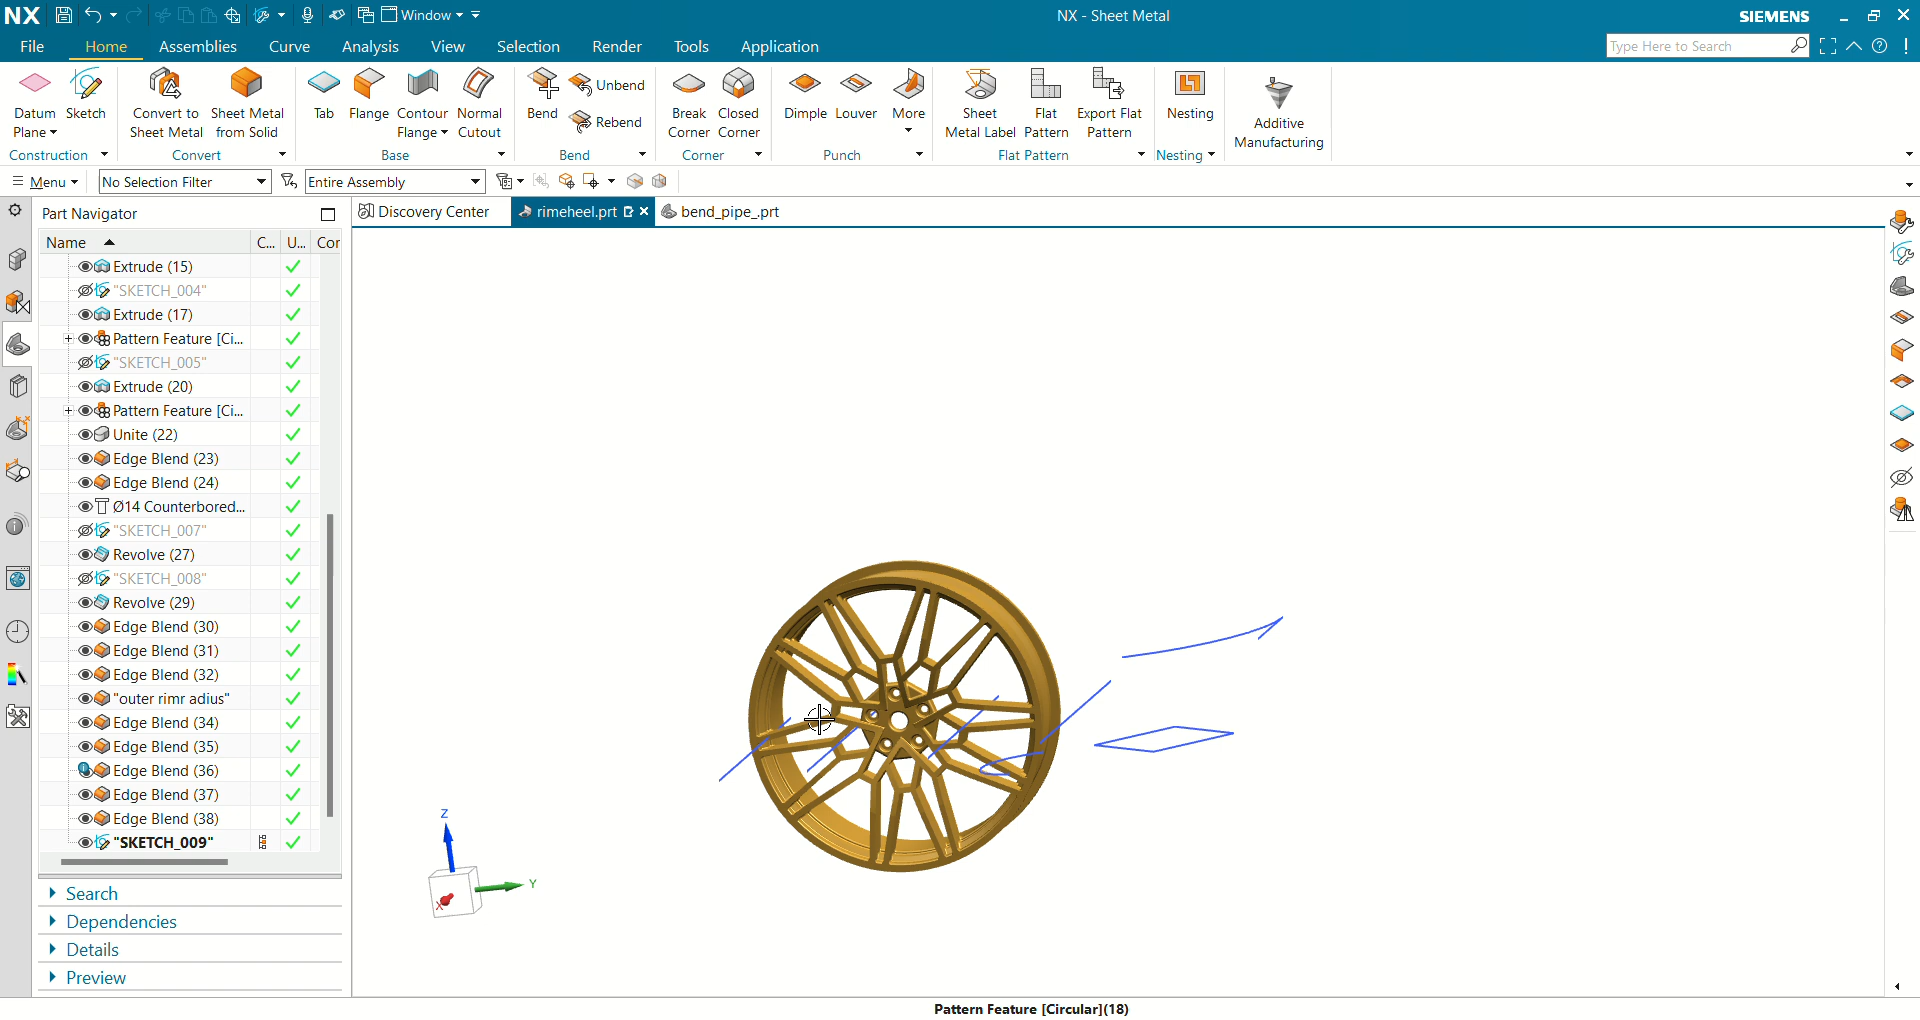 NX Window NX - Sheet Metal SIEMENS
File Home Assemblies Curve Analysis View Selection Render Tools Application Type Here to Search
Datum Plane Sketch Convert to Sheet Metal Sheet Metal from Solid Tab Flange Contour Flange Normal Cutout Bend Unbend Rebend Break Corner Closed Corner Dimple Louver More Sheet Metal Label Flat Pattern Export Flat Pattern Nesting Additive Manufacturing
Construction Convert Base Bend Corner Punch Flat Pattern Nesting
Menu No Selection Filter Entire Assembly
Part Navigator Discovery Center rimeheel.prt bend_pipe_.prt
Name C... U... Cor
Extrude (15)
"SKETCH_004"
Extrude (17)
Pattern Feature [Ci...
"SKETCH_005"
Extrude (20)
Pattern Feature [Ci...
Unite (22)
Edge Blend (23)
Edge Blend (24)
Ø14 Counterbored...
"SKETCH_007"
Revolve (27)
"SKETCH_008"
Revolve (29)
Edge Blend (30)
Edge Blend (31)
Edge Blend (32)
"outer rimr adius"
Edge Blend (34)
Edge Blend (35)
Edge Blend (36)
Edge Blend (37)
Edge Blend (38)
"SKETCH_009"
Search
Dependencies
Details
Preview
Z
Y
X
Pattern Feature [Circular](18)